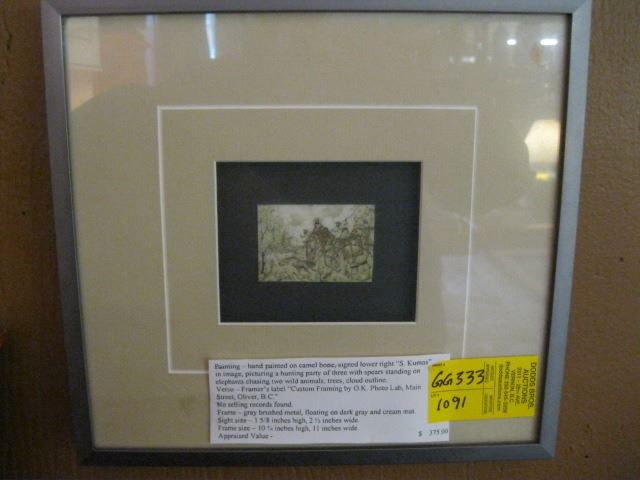 Painting – hand painted on camel bone, signed lower right "S. Kumas"
in image, picturing a hunting party of three with spears standing on
elephants chasing two wild animals, trees, cloud outline.
Verso – Framer's label "Custom Framing by O.K. Photo Lab, Main
Street, Oliver, B.C."
No selling records found.
Frame – gray brushed metal, floating on dark gray and cream mat.
Sight size – 1 5/8 inches high, 2 ½ inches wide.
Frame size – 10 ¾ inches high, 11 inches wide.
Appraised Value - $ 375.00
GG333
1091
DODDS BROS.
AUCTIONS
VERNON, B.C.